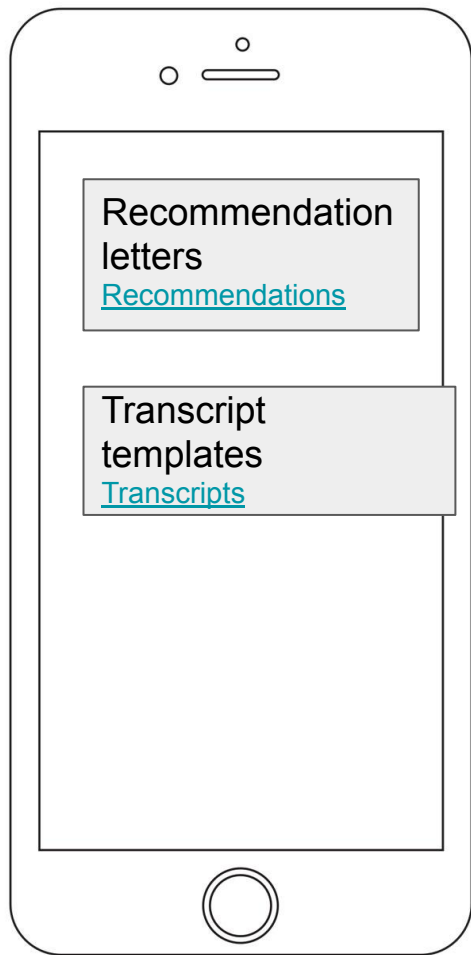 Recommendation
letters
Recommendations
Transcript
templates
Transcripts